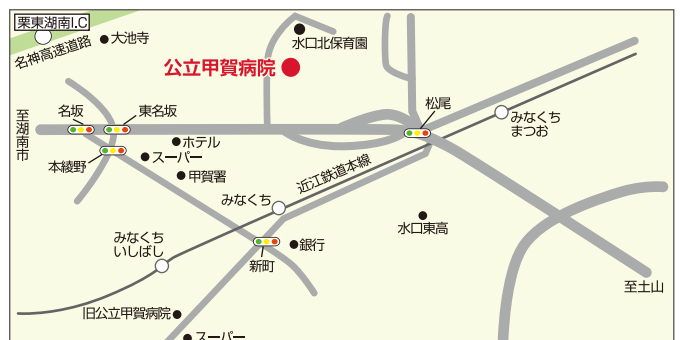 栗東湖南I.C
名神高速道路
大池寺
水口北保育園
公立甲賀病院
名坂
東名坂
松尾
みなくち
まつお
至湖南市
ホテル
本綾野
スーパー
甲賀署
近江鉄道本線
みなくち
水口東高
みなくち
いしばし
銀行
新町
至土山
旧公立甲賀病院
スーパー